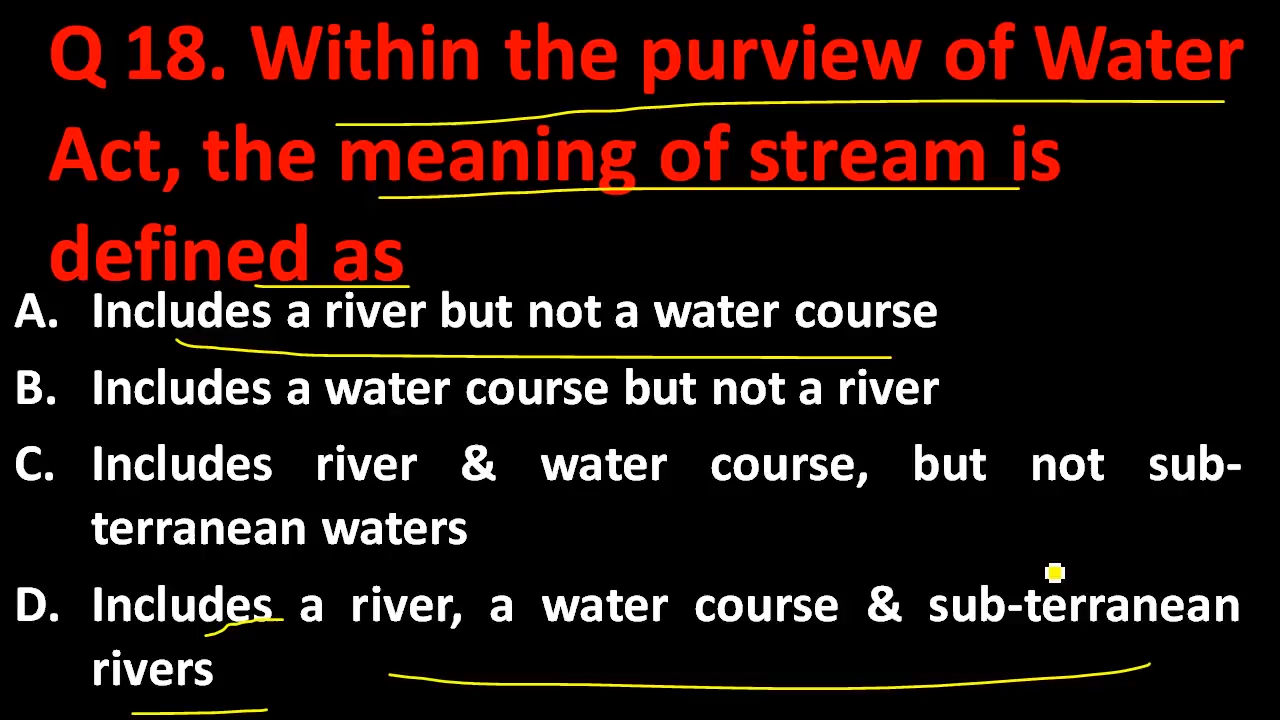 Q 18. Within the purview of Water
Act, the meaning of stream is
defined as
A. Includes a river but not a water course
B. Includes a water course but not a river
C. Includes river & water course, but not sub-
terranean waters
D. Includes a river, a water course & sub-terranean
rivers